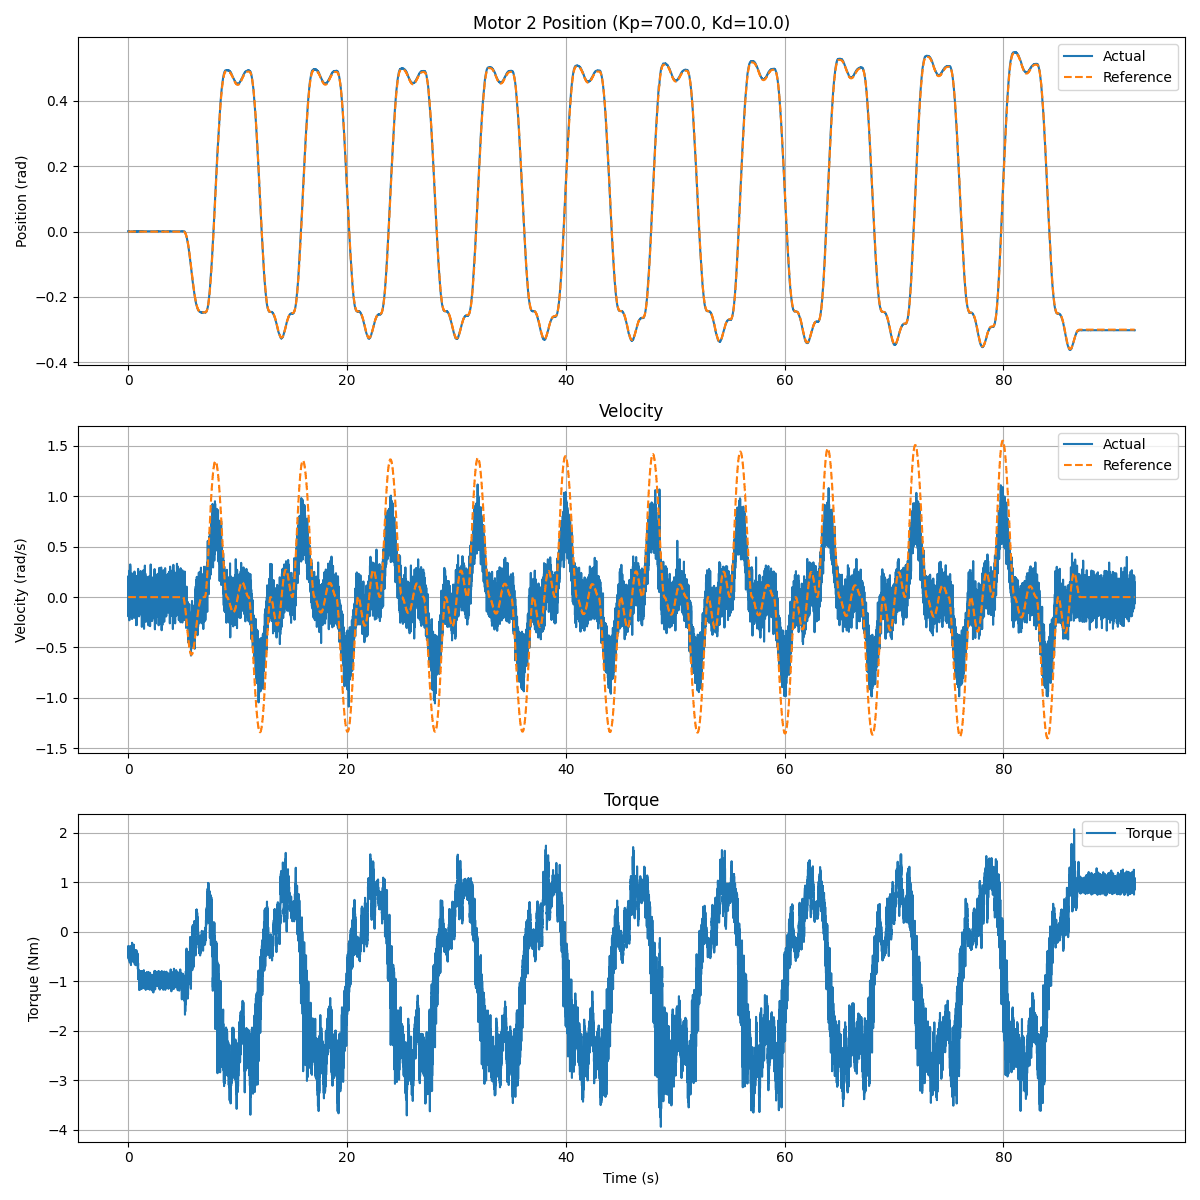 Motor 2 Position (Kp=700.0, Kd=10.0)
Actual
Reference
Position (rad)
0.4
0.2
0.0
−0.2
−0.4
0 20 40 60 80
Velocity
Actual
Reference
Velocity (rad/s)
1.5
1.0
0.5
0.0
−0.5
−1.0
−1.5
0 20 40 60 80
Torque
Torque
Torque (Nm)
2
1
0
−1
−2
−3
−4
0 20 40 60 80
Time (s)